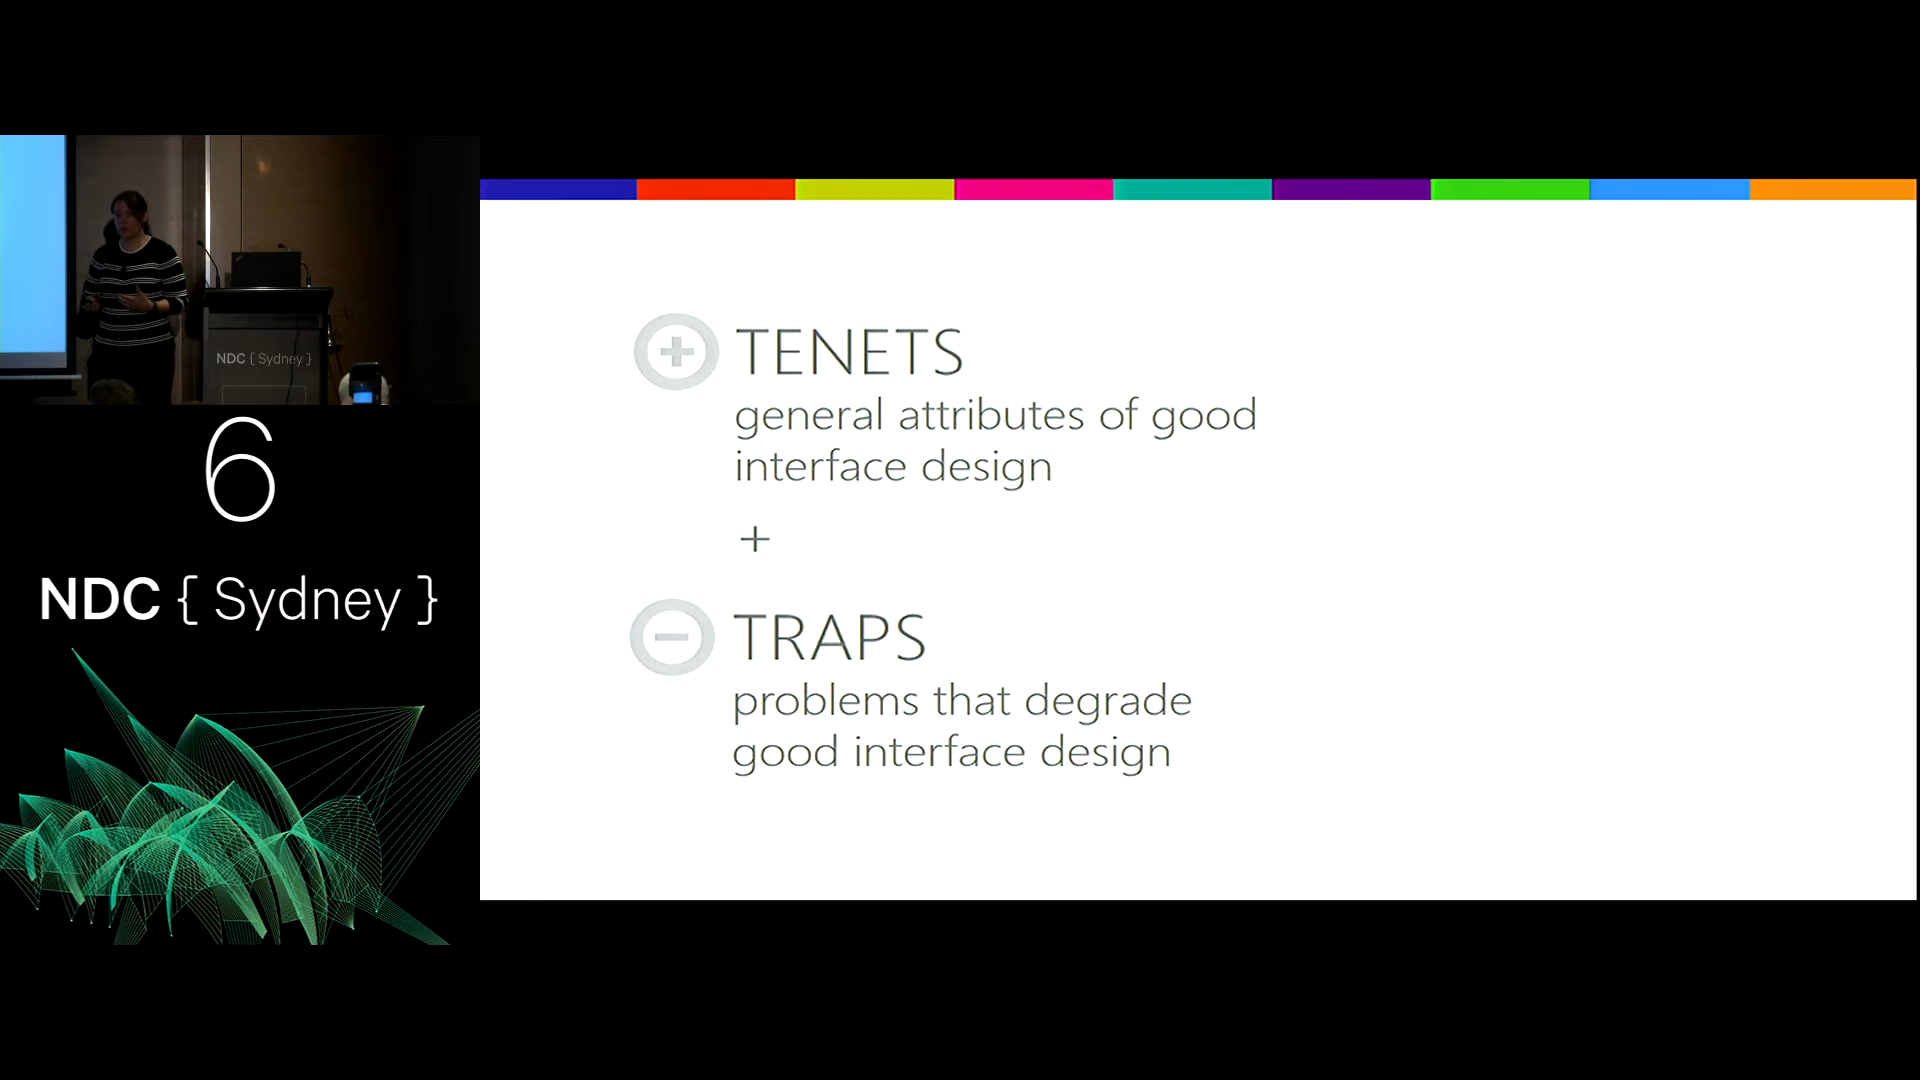 NDC { Sydney }
6
NDC { Sydney }
TENETS
general attributes of good
interface design
+
TRAPS
problems that degrade
good interface design